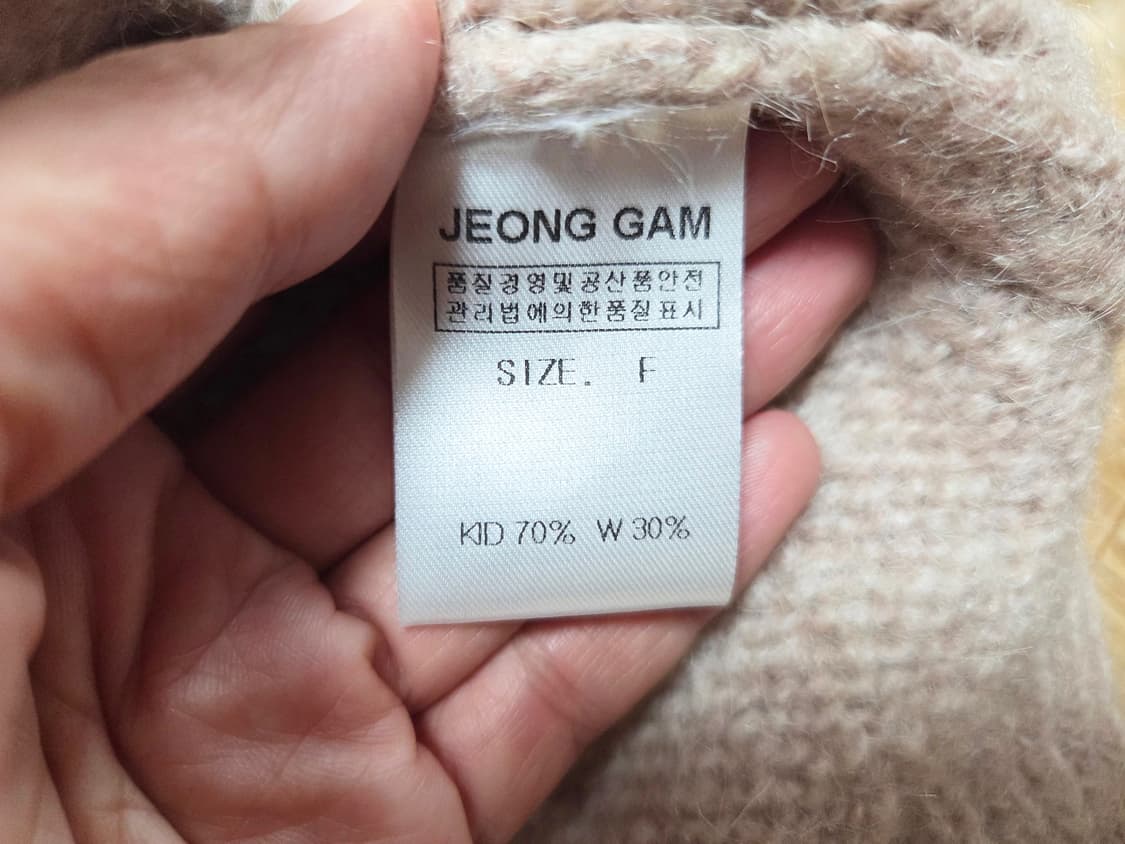 JEONG GAM
품질경영및공산품안전
관리법에의한품질표시
SIZE. F
KID 70% W 30%